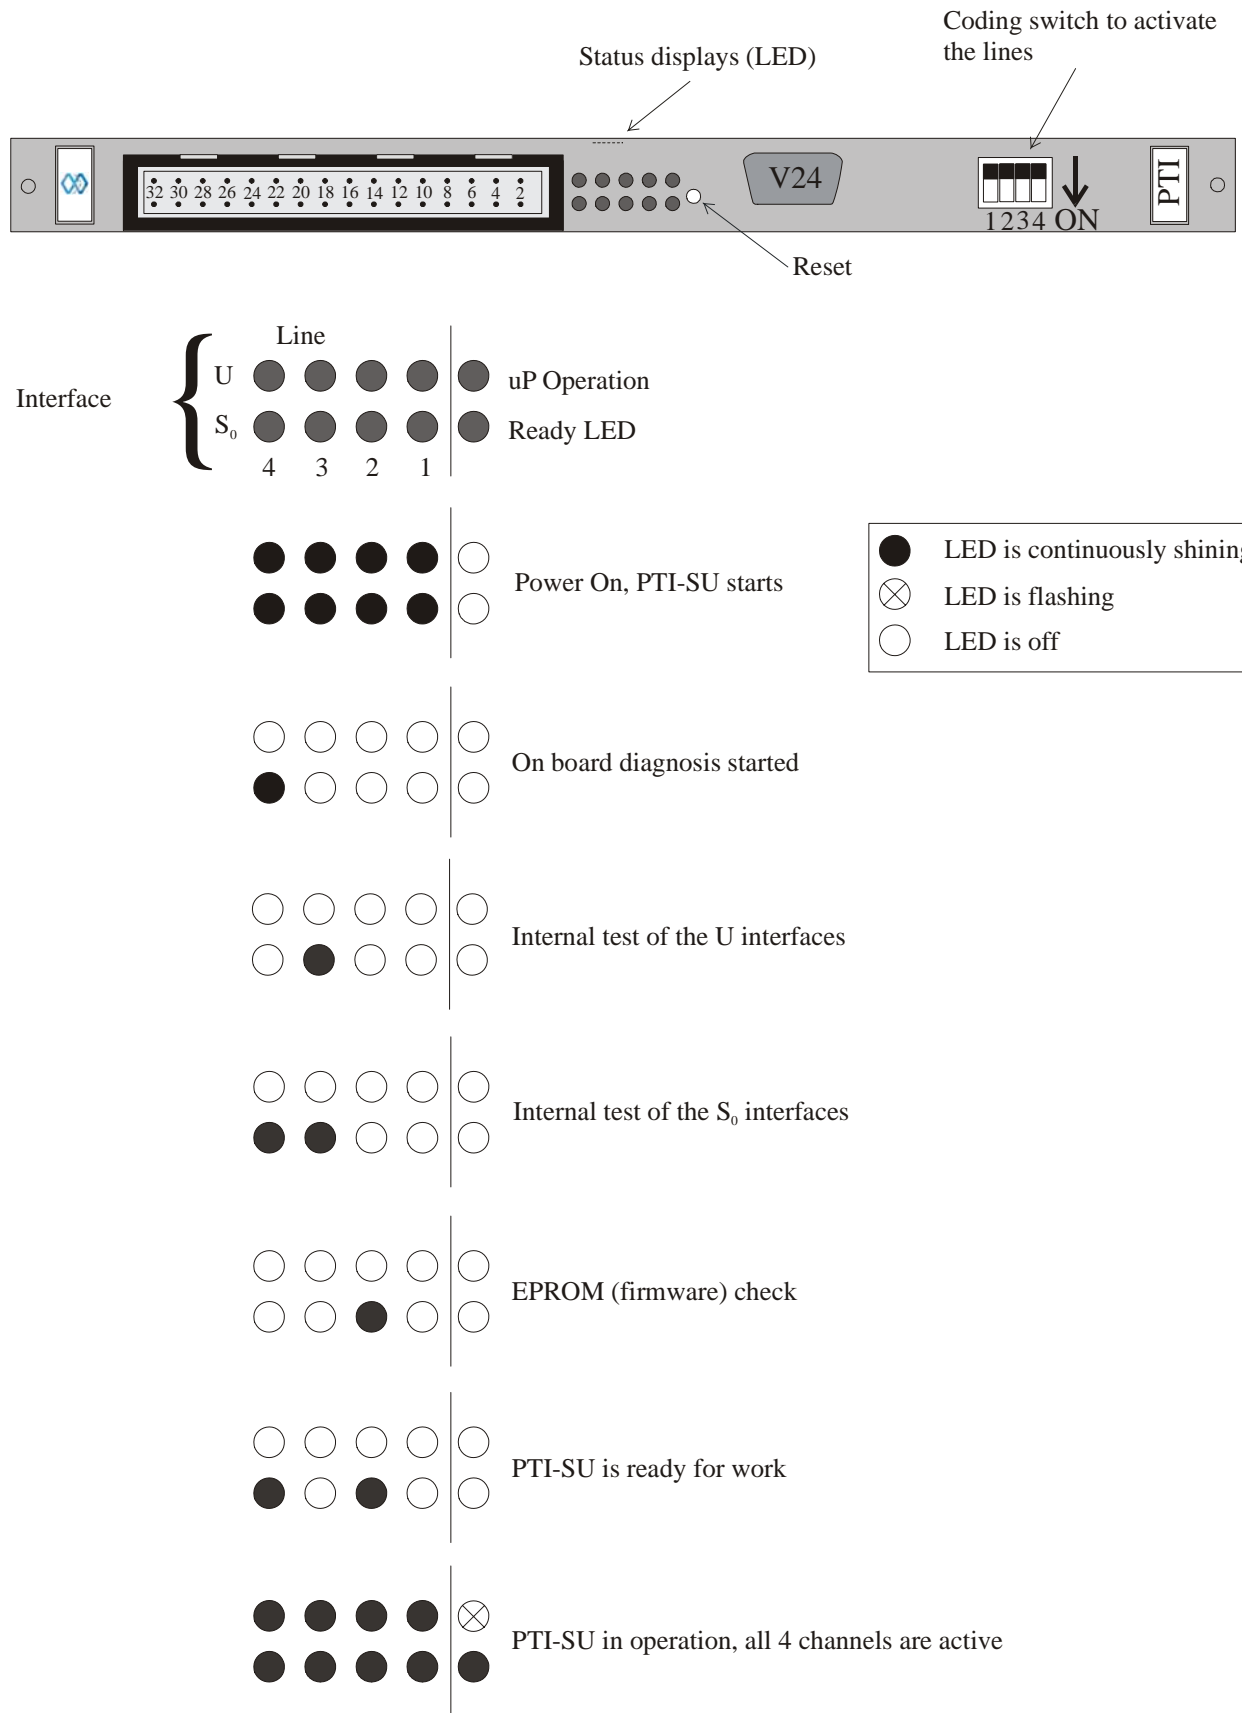 Coding switch to activate
the lines
Status displays (LED)
32 30 28 26 24 22 20 18 16 14 12 10 8 6 4 2
V24
1234 ON
PTI
Reset
Line
Interface
U
uP Operation
S₀
Ready LED
4 3 2 1
Power On, PTI-SU starts
LED is continuously shining
LED is flashing
LED is off
On board diagnosis started
Internal test of the U interfaces
Internal test of the S₀ interfaces
EPROM (firmware) check
PTI-SU is ready for work
PTI-SU in operation, all 4 channels are active